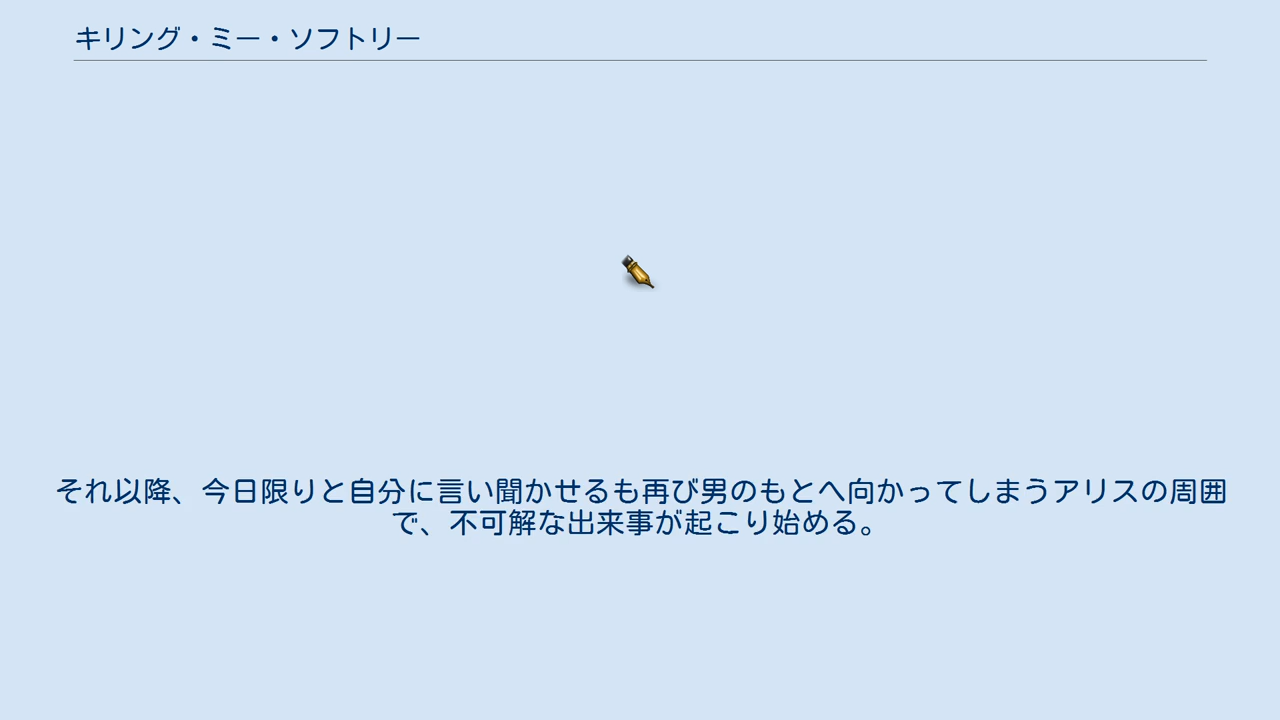 キリング・ミー・ソフトリー
それ以降、今日限りと自分に言い聞かせるも再び男のもとへ向かってしまうアリスの周囲
で、不可解な出来事が起こり始める。